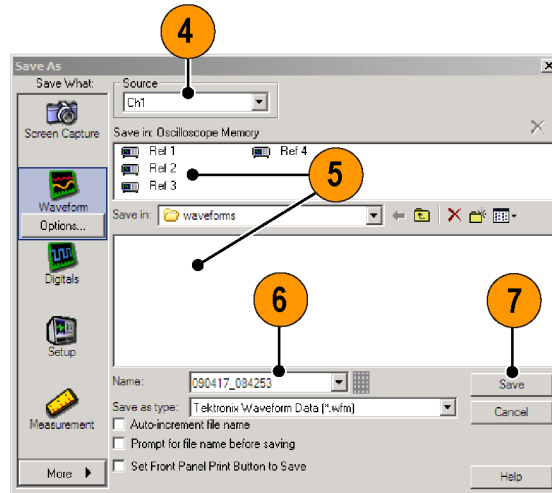 4
Save As
Save What:
Source
Ch1
Screen Capture
Save in: Oscilloscope Memory
Ref 1
Ref 4
Ref 2
Ref 3
5
Waveform
Options...
Save in:
waveforms
Digitals
6
7
Setup
Name:
090417_084253
Save
Save as type:
Tektronix Waveform Data (*.wfm)
Cancel
Measurement
Auto-increment file name
Prompt for file name before saving
Set Front Panel Print Button to Save
More
Help